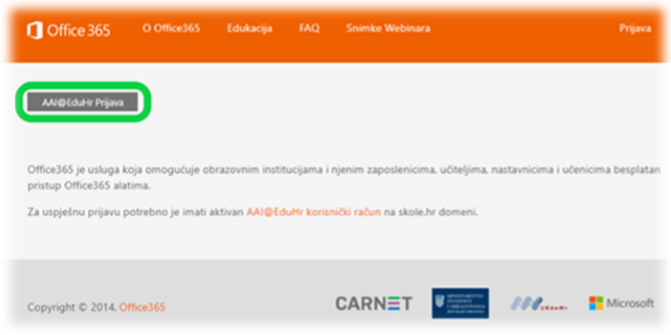 Office 365 O Office365 Edukacija FAQ Snimke Webinara Prijava
AAI@EduHr Prijava
Office365 je usluga koja omogućuje obrazovnim institucijama i njenim zaposlenicima, učiteljima, nastavnicima i učenicima besplatan
pristup Office365 alatima.
Za uspješnu prijavu potrebno je imati aktivan AAI@EduHr korisnički račun na skole.hr domeni.
Copyright © 2014. Office365 CARNET Microsoft